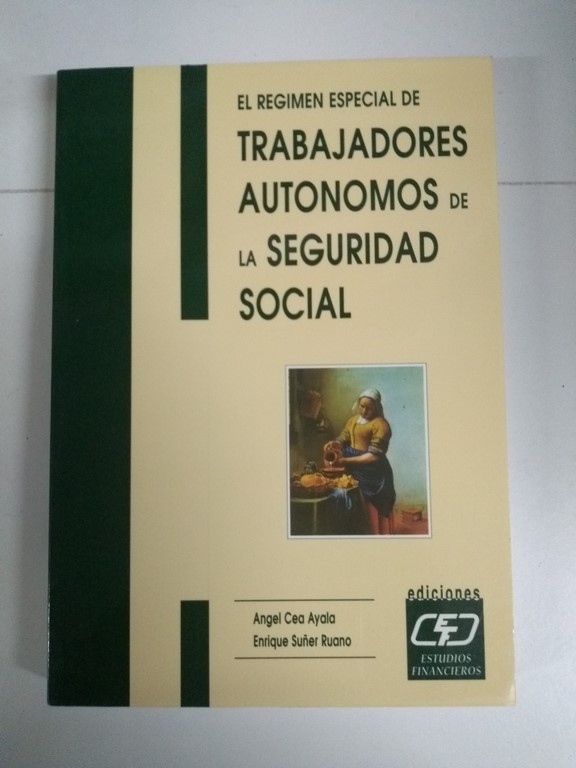 EL REGIMEN ESPECIAL DE
TRABAJADORES
AUTONOMOS DE
LA SEGURIDAD
SOCIAL
Angel Cea Ayala
Enrique Suñer Ruano
ediciones
CEF
ESTUDIOS
FINANCIEROS